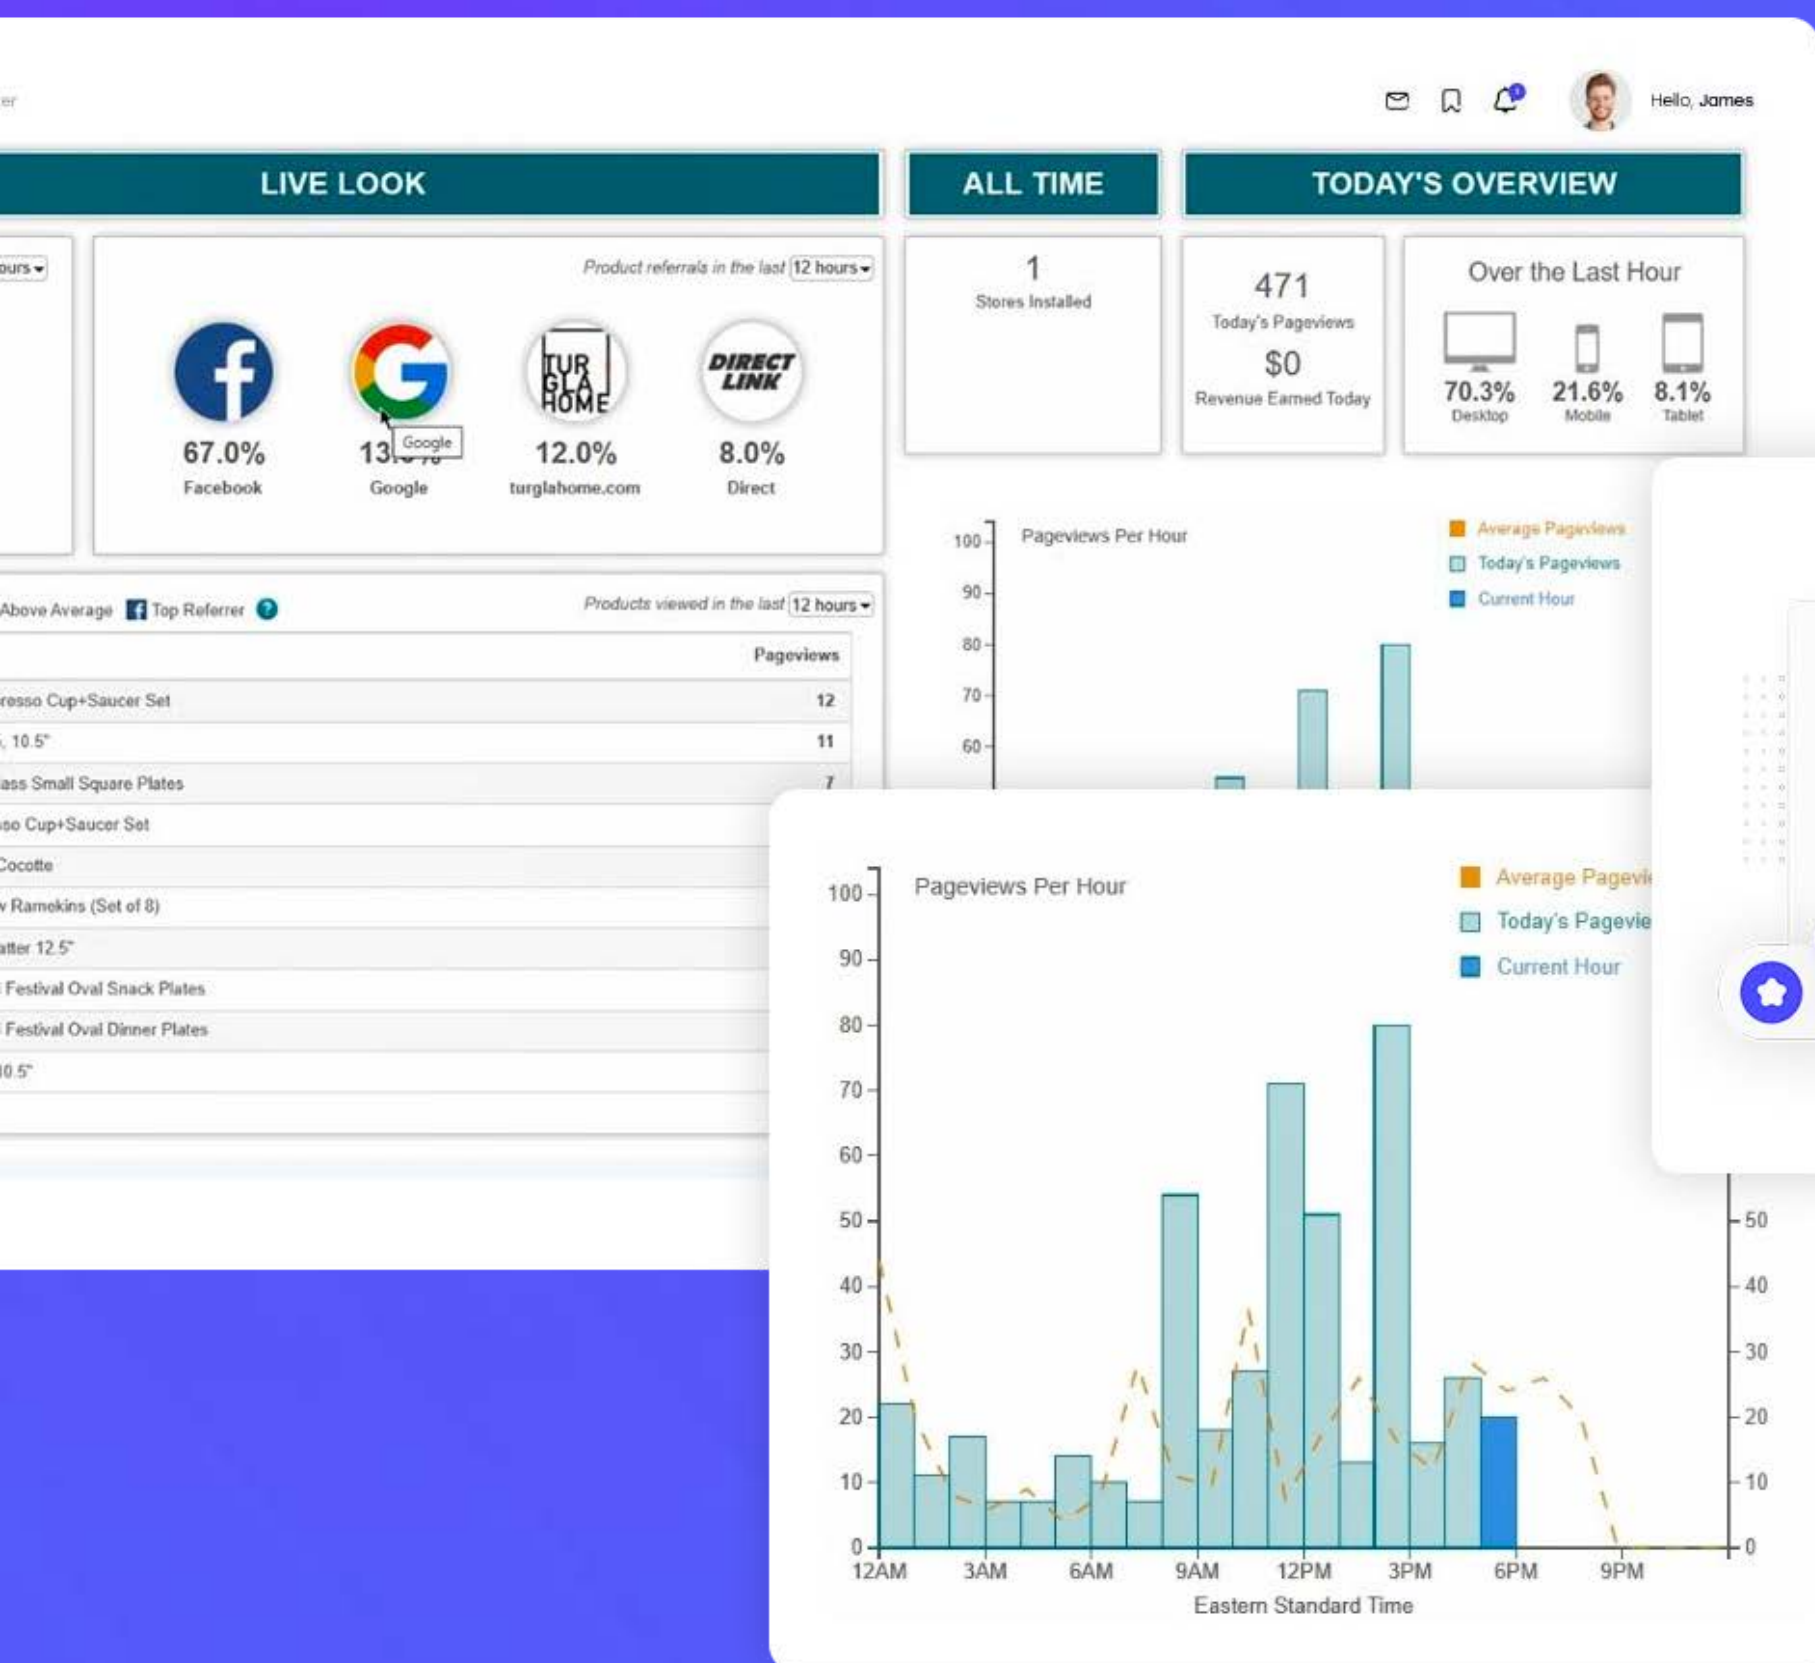 er
Hello, James
LIVE LOOK
ALL TIME
TODAY'S OVERVIEW
ours
Product referrals in the last 12 hours
TUR
GLA
HOME
DIRECT
LINK
Google
67.0%
12.0%
8.0%
Facebook
Google
turglahome.com
Direct
1
Stores Installed
471
Today's Pageviews
$0
Revenue Earned Today
Over the Last Hour
70.3%
21.6%
8.1%
Desktop
Mobile
Tablet
Above Average
f Top Referrer ?
Products viewed in the last 12 hours
Pageviews
resso Cup+Saucer Set 12
, 10.5" 11
ass Small Square Plates 7
so Cup+Saucer Set
Cocotte
w Ramekins (Set of 8)
atter 12.5"
Festival Oval Snack Plates
Festival Oval Dinner Plates
10.5"
Pageviews Per Hour
Average Pageviews
Today's Pageviews
Current Hour
100
90
80
70
60
Pageviews Per Hour
Average Pagevie
Today's Pagevie
Current Hour
100
90
80
70
60
50
40
30
20
10
0
50
40
30
20
10
0
12AM 3AM 6AM 9AM 12PM 3PM 6PM 9PM
Eastern Standard Time